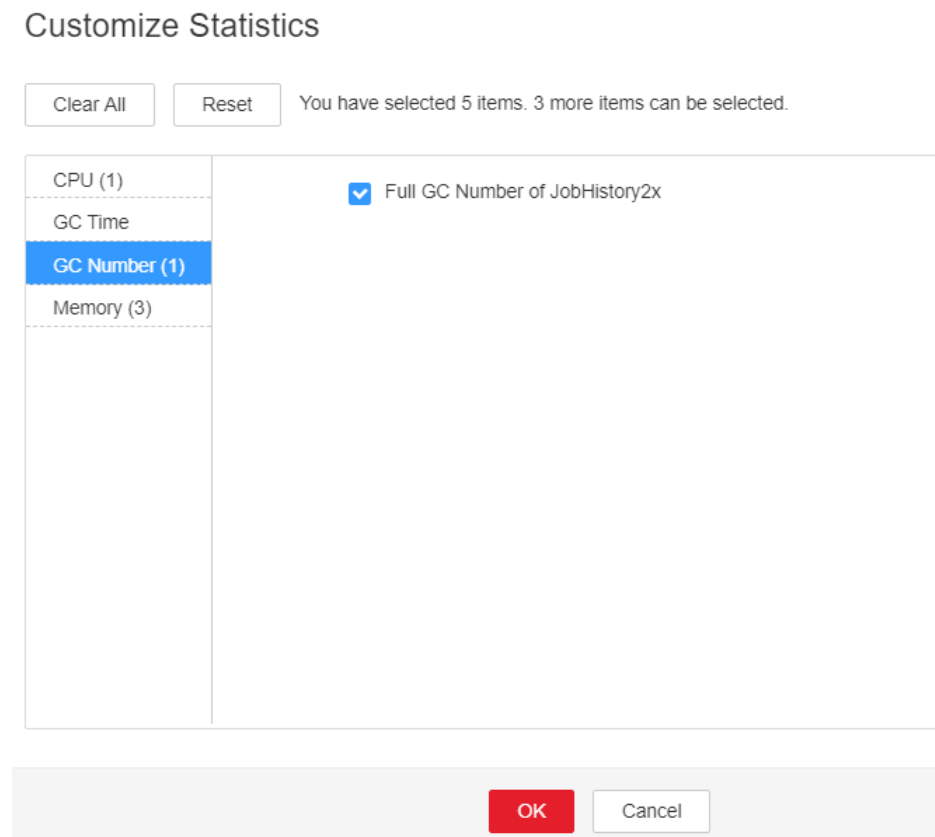 Customize Statistics
Clear All
Reset
You have selected 5 items. 3 more items can be selected.
CPU (1)
GC Time
GC Number (1)
Memory (3)
Full GC Number of JobHistory2x
OK
Cancel